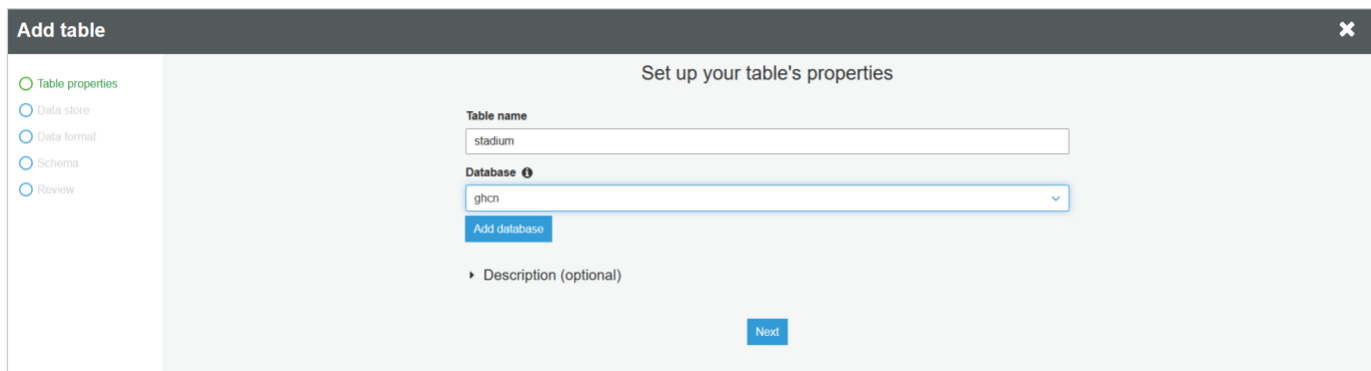 Add table
Table properties
Data store
Data format
Schema
Review
Set up your table's properties
Table name
stadium
Database
ghcn
Add database
Description (optional)
Next